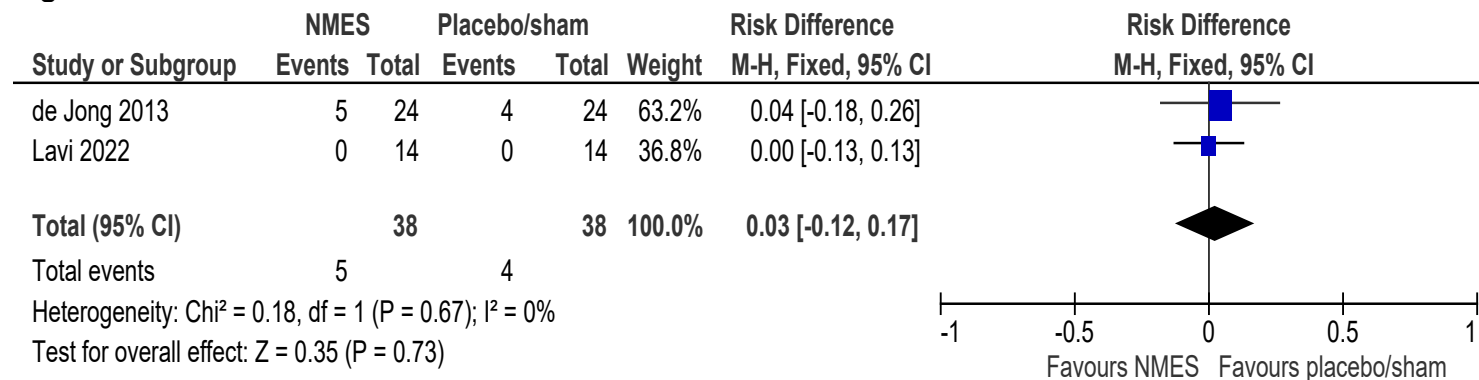 NMES Placebo/sham Risk Difference Risk Difference
Study or Subgroup Events Total Events Total Weight M-H, Fixed, 95% CI M-H, Fixed, 95% CI
de Jong 2013 5 24 4 24 63.2% 0.04 [-0.18, 0.26]
Lavi 2022 0 14 0 14 36.8% 0.00 [-0.13, 0.13]
Total (95% CI) 38 38 100.0% 0.03 [-0.12, 0.17]
Total events 5 4
Heterogeneity: Chi² = 0.18, df = 1 (P = 0.67); I² = 0%
Test for overall effect: Z = 0.35 (P = 0.73)
-1 -0.5 0 0.5 1
Favours NMES Favours placebo/sham